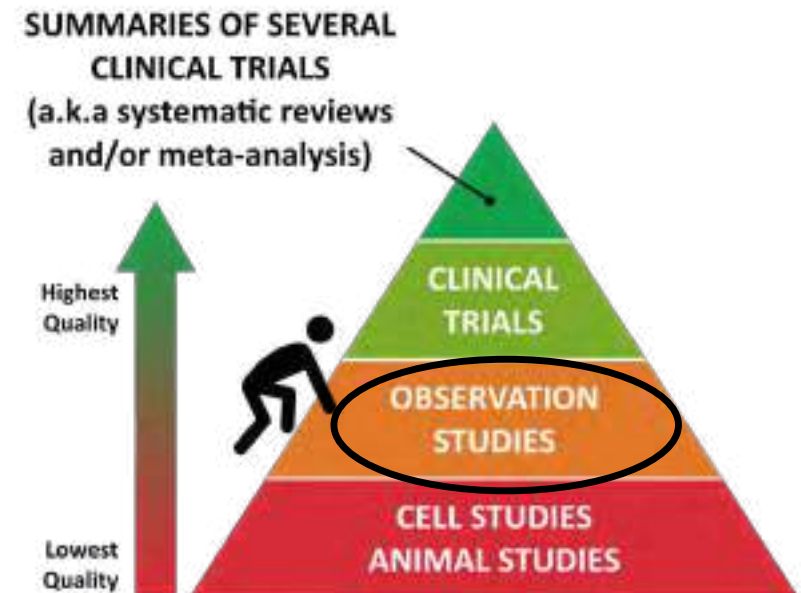 SUMMARIES OF SEVERAL
CLINICAL TRIALS
(a.k.a systematic reviews
and/or meta-analysis)
Highest
Quality
CLINICAL
TRIALS
OBSERVATION
STUDIES
CELL STUDIES
ANIMAL STUDIES
Lowest
Quality